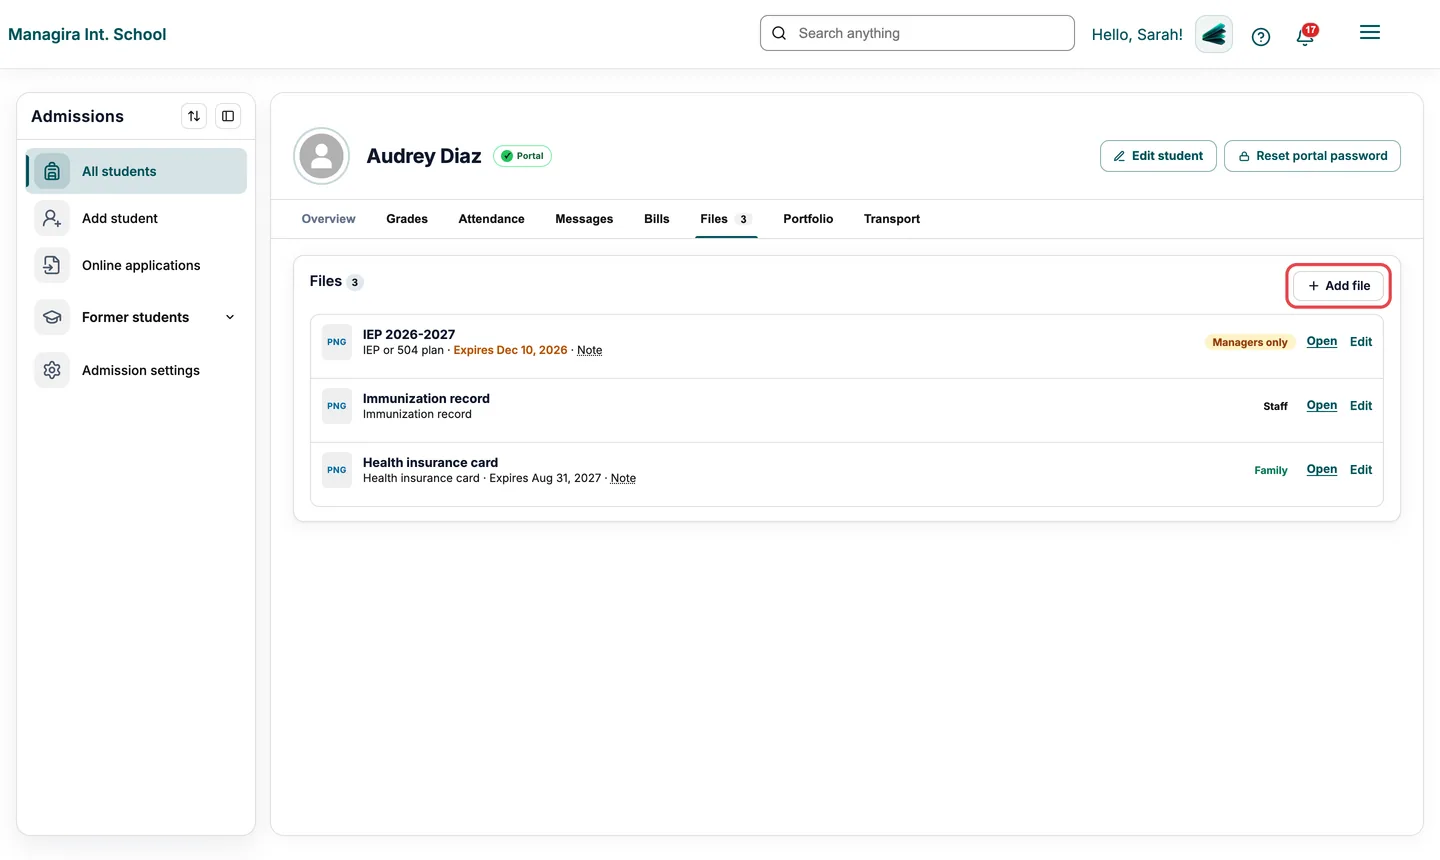 Managira Int. School
Search anything
Hello, Sarah!
17
Admissions
All students
Add student
Online applications
Former students
Admission settings
Audrey Diaz
Portal
Edit student
Reset portal password
Overview
Grades
Attendance
Messages
Bills
Files 3
Portfolio
Transport
Files 3
+ Add file
PNG
IEP 2026-2027
IEP or 504 plan · Expires Dec 10, 2026 · Note
Managers only
Open
Edit
PNG
Immunization record
Immunization record
Staff
Open
Edit
PNG
Health insurance card
Health insurance card · Expires Aug 31, 2027 · Note
Family
Open
Edit